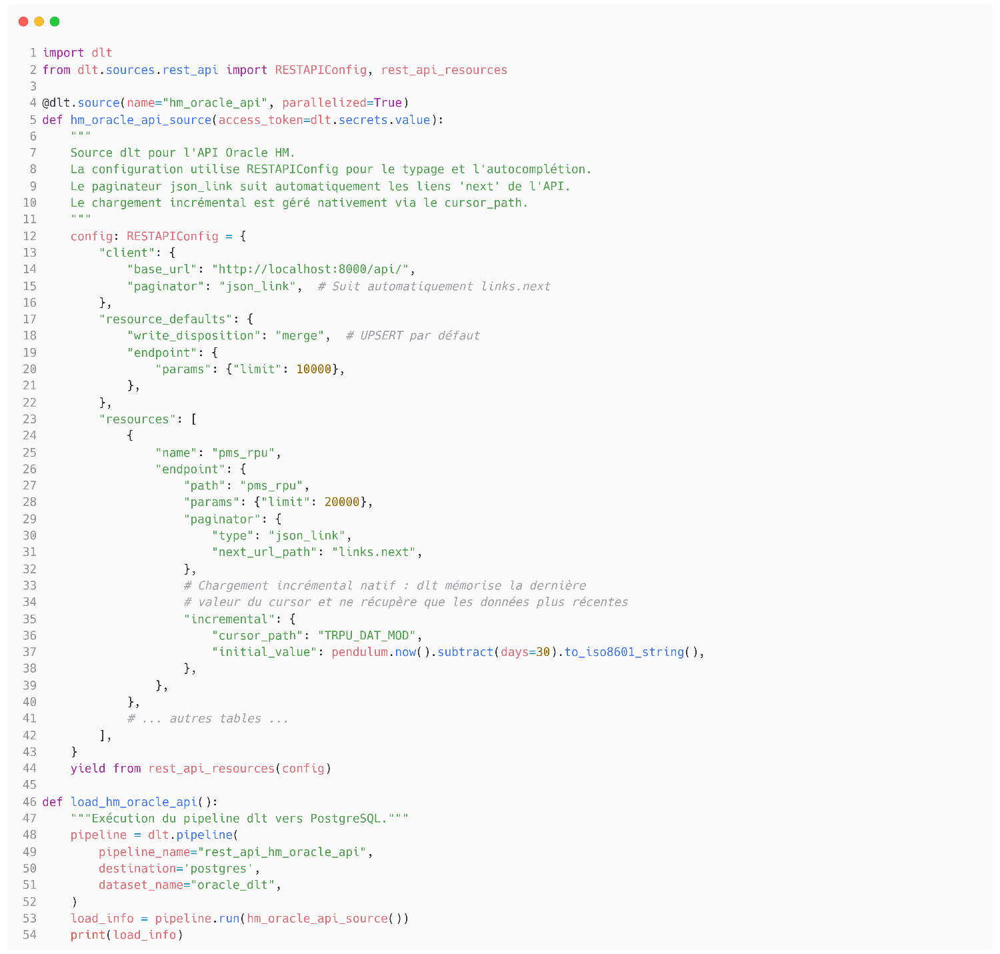 1 import dlt
2 from dlt.sources.rest_api import RESTAPIConfig, rest_api_resources
3
4 @dlt.source(name="hm_oracle_api", parallelized=True)
5 def hm_oracle_api_source(access_token=dlt.secrets.value):
6     """
7     Source dlt pour l'API Oracle HM.
8     La configuration utilise RESTAPIConfig pour le typage et l'autocomplétion.
9     Le paginateur json_link suit automatiquement les liens 'next' de l'API.
10     Le chargement incrémental est géré nativement via le cursor_path.
11     """
12     config: RESTAPIConfig = {
13         "client": {
14             "base_url": "http://localhost:8000/api/",
15             "paginator": "json_link",  # Suit automatiquement links.next
16         },
17         "resource_defaults": {
18             "write_disposition": "merge",  # UPSERT par défaut
19             "endpoint": {
20                 "params": {"limit": 10000},
21             },
22         },
23         "resources": [
24             {
25                 "name": "pms_rpu",
26                 "endpoint": {
27                     "path": "pms_rpu",
28                     "params": {"limit": 20000},
29                     "paginator": {
30                         "type": "json_link",
31                         "next_url_path": "links.next",
32                     },
33                     # Chargement incrémental natif : dlt mémorise la dernière
34                     # valeur du cursor et ne récupère que les données plus récentes
35                     "incremental": {
36                         "cursor_path": "TRPU_DAT_MOD",
37                         "initial_value": pendulum.now().subtract(days=30).to_iso8601_string(),
38                     },
39                 },
40             },
41             # ... autres tables ...
42         ],
43     }
44     yield from rest_api_resources(config)
45
46 def load_hm_oracle_api():
47     """Exécution du pipeline dlt vers PostgreSQL."""
48     pipeline = dlt.pipeline(
49         pipeline_name="rest_api_hm_oracle_api",
50         destination='postgres',
51         dataset_name="oracle_dlt",
52     )
53     load_info = pipeline.run(hm_oracle_api_source())
54     print(load_info)